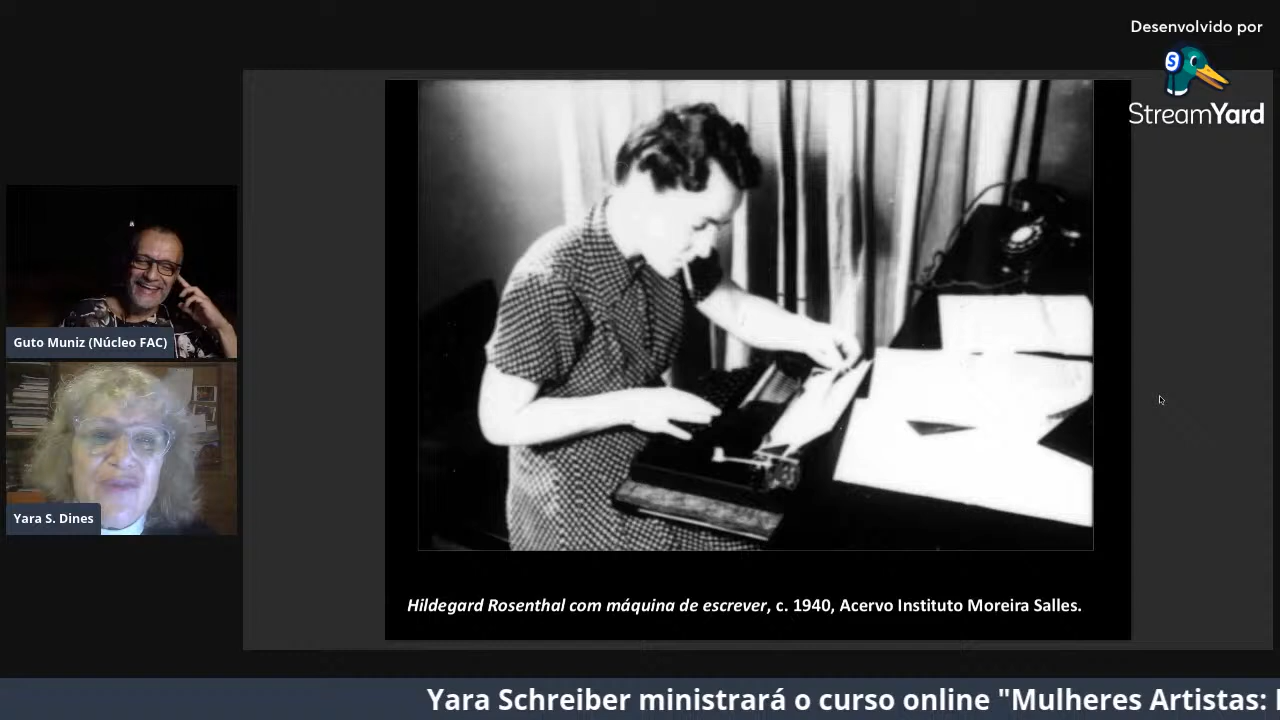 Desenvolvido por
StreamYard
Guto Muniz (Núcleo FAC)
Yara S. Dines
Hildegard Rosenthal com máquina de escrever, c. 1940, Acervo Instituto Moreira Salles.
Yara Schreiber ministrará o curso online "Mulheres Artistas: